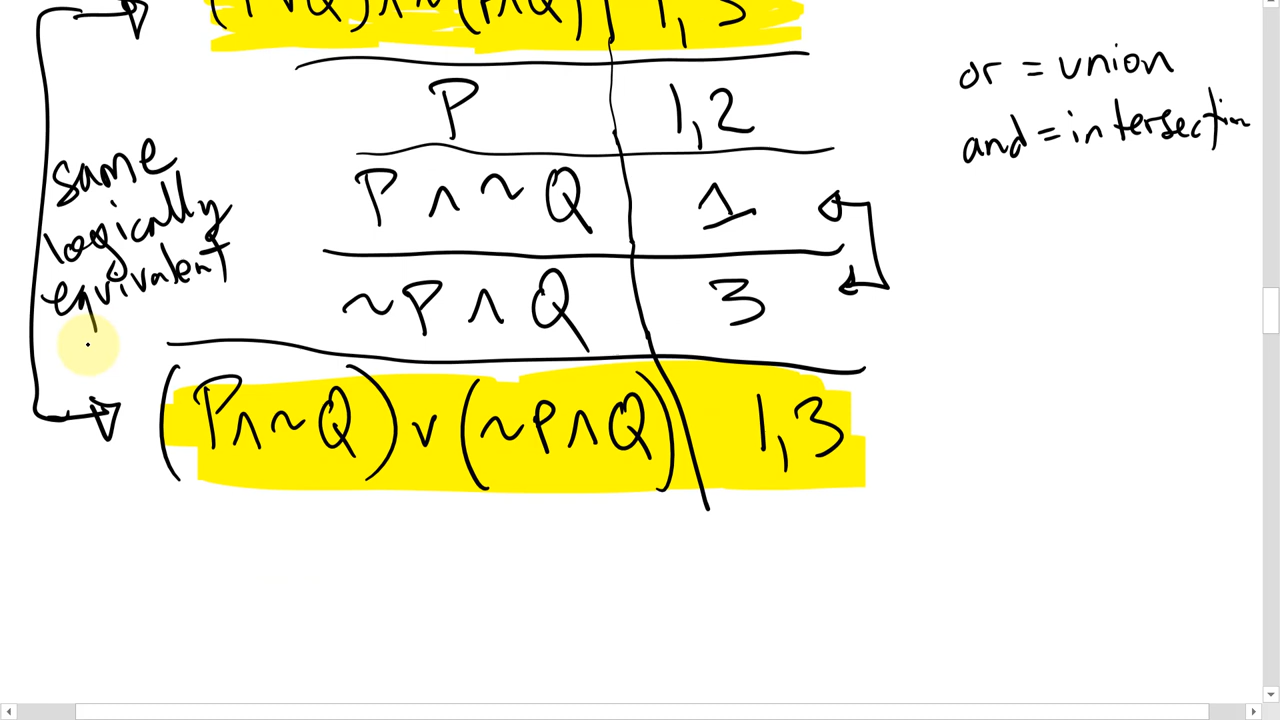 (P∨Q)∧~(P∧Q) 1,3
or = union
P 1,2
and = intersection
same
P ∧ ~Q 1
logically
equivalent
~P ∧ Q 3
(P∧~Q)∨(~P∧Q) 1,3